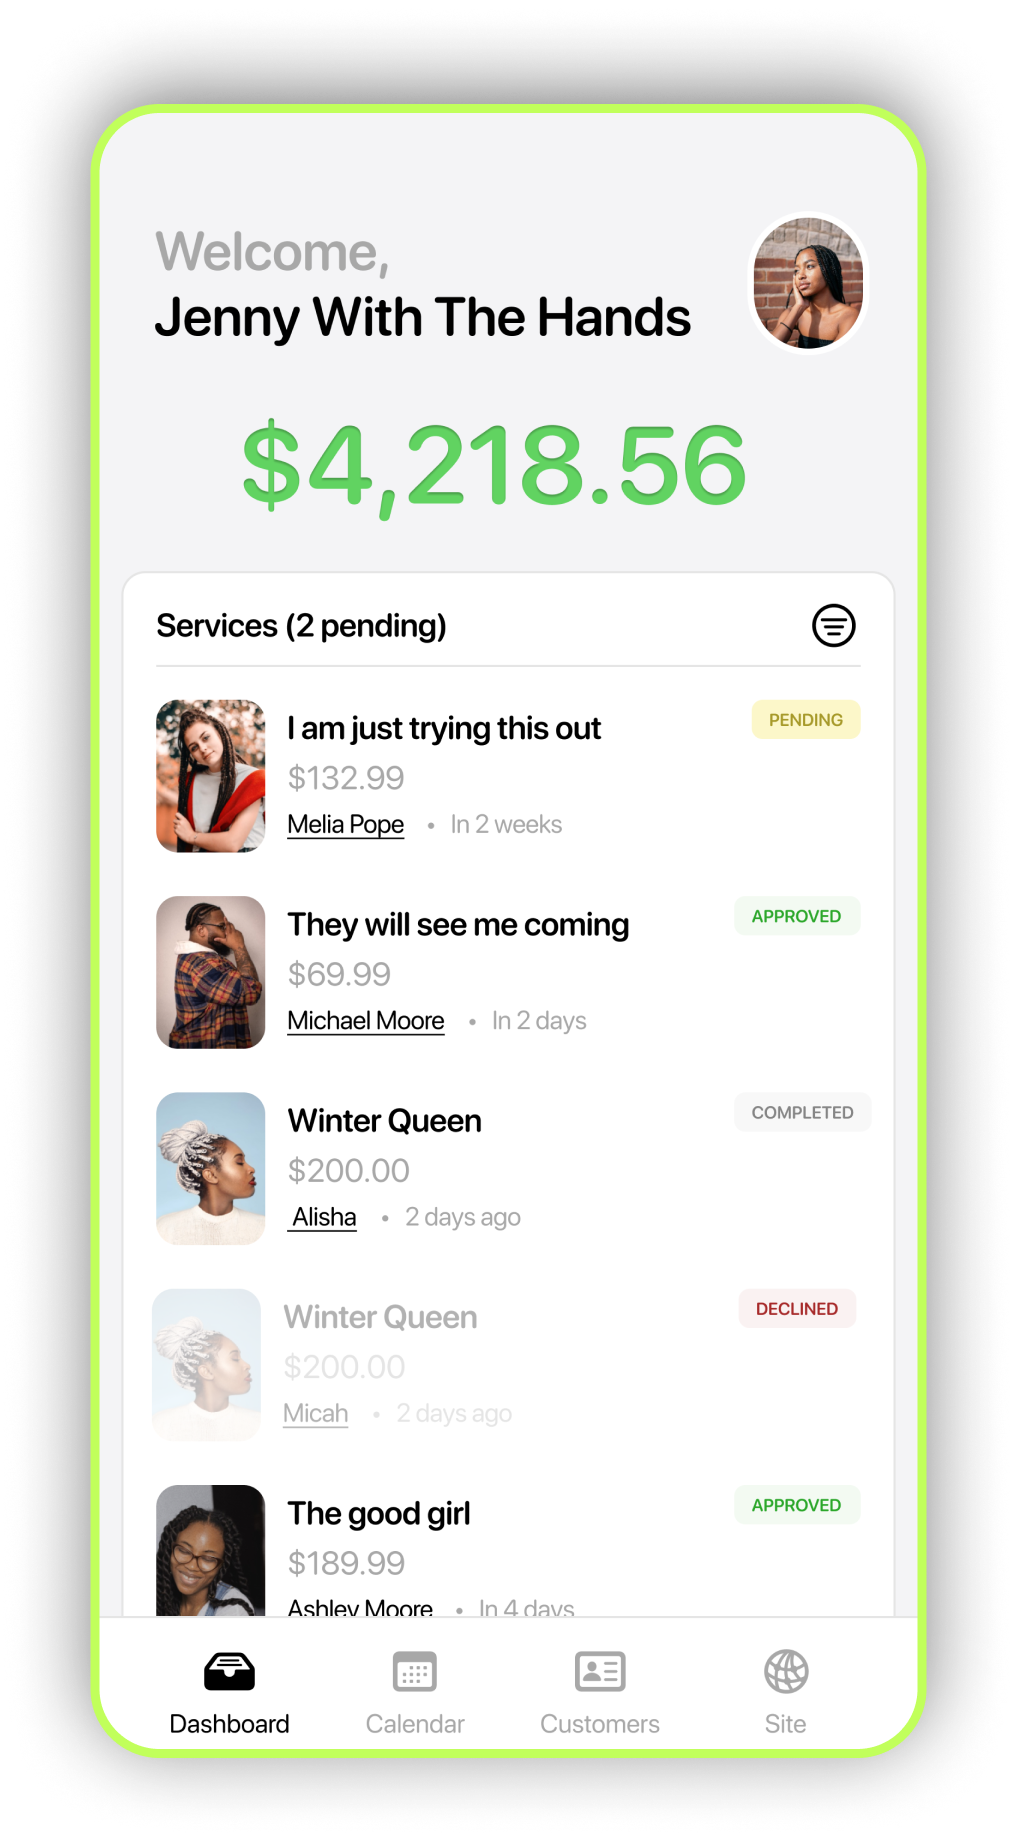 Welcome,
Jenny With The Hands
$4,218.56
Services (2 pending)
I am just trying this out
PENDING
$132.99
Melia Pope • In 2 weeks
They will see me coming
APPROVED
$69.99
Michael Moore • In 2 days
Winter Queen
COMPLETED
$200.00
Alisha • 2 days ago
Winter Queen
DECLINED
$200.00
Micah • 2 days ago
The good girl
APPROVED
$189.99
Ashley Moore • In 4 days
Dashboard
Calendar
Customers
Site